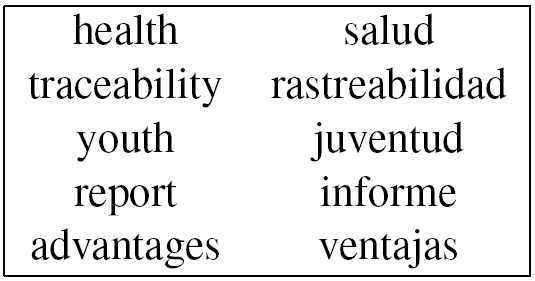 health salud
traceability rastreabilidad
youth juventud
report informe
advantages ventajas